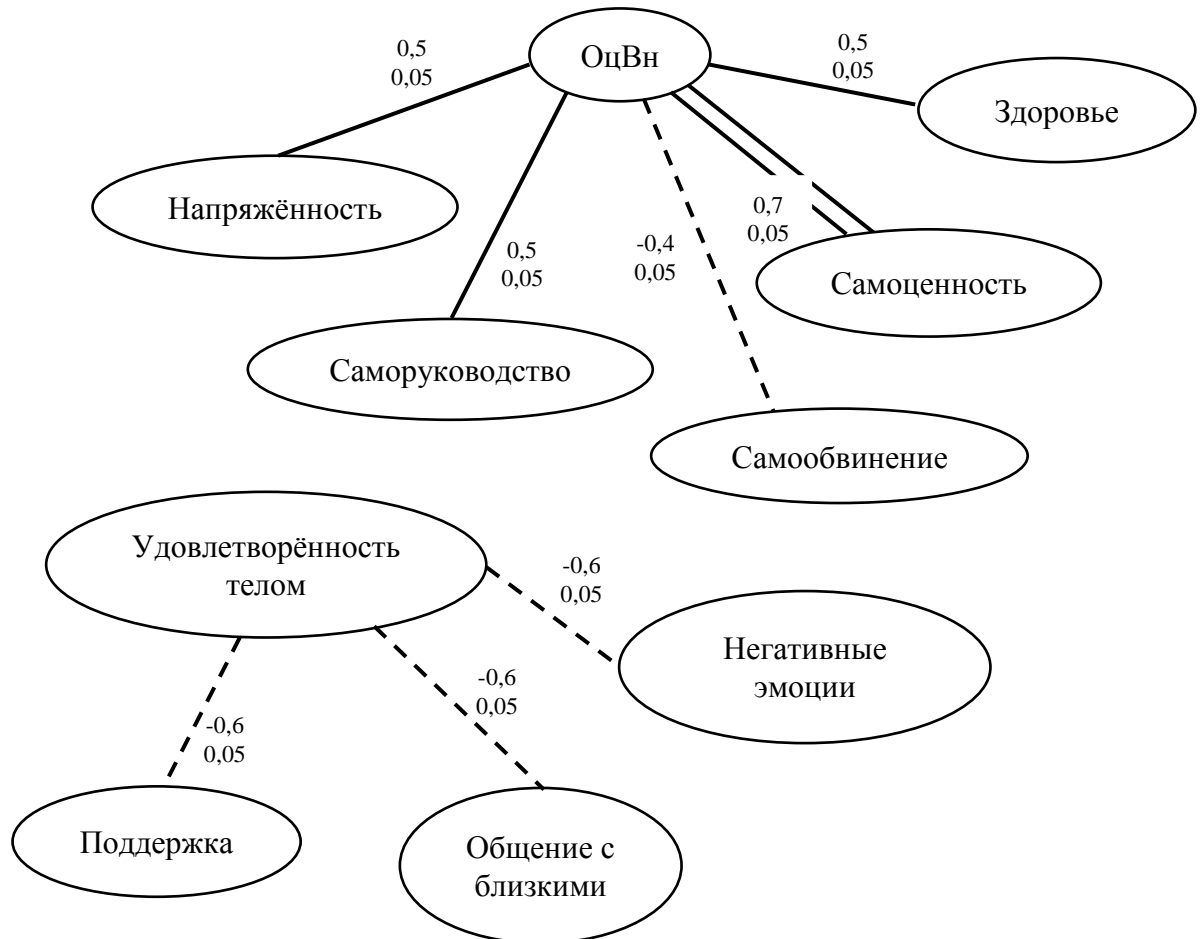 ОцВн
0,5
0,05
0,5
0,05
Здоровье
Напряжённость
0,7
0,05
-0,4
0,05
0,5
0,05
Самоценность
Саморуководство
Самообвинение
Удовлетворённость
телом
-0,6
0,05
Негативные
эмоции
-0,6
0,05
-0,6
0,05
Поддержка
Общение с
близкими